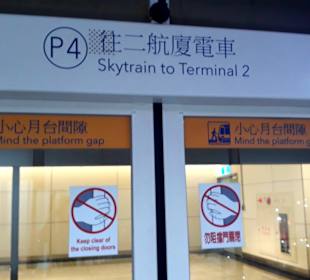 P4 往二航廈電車
Skytrain to Terminal 2
小心月台間隙
Mind the platform gap
小心月台間隙
Mind the platform
Keep clear of
the closing doors
勿阻擋門關閉